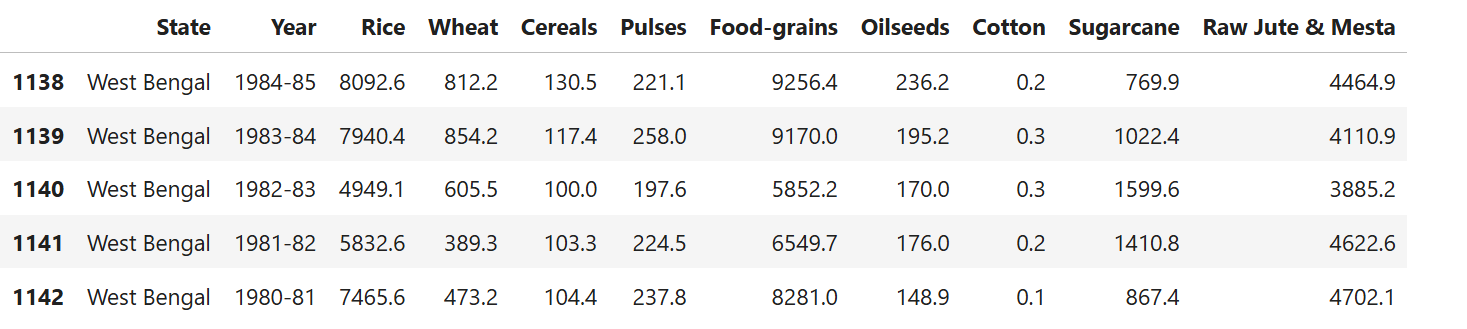 State Year Rice Wheat Cereals Pulses Food-grains Oilseeds Cotton Sugarcane Raw Jute & Mesta
1138 West Bengal 1984-85 8092.6 812.2 130.5 221.1 9256.4 236.2 0.2 769.9 4464.9
1139 West Bengal 1983-84 7940.4 854.2 117.4 258.0 9170.0 195.2 0.3 1022.4 4110.9
1140 West Bengal 1982-83 4949.1 605.5 100.0 197.6 5852.2 170.0 0.3 1599.6 3885.2
1141 West Bengal 1981-82 5832.6 389.3 103.3 224.5 6549.7 176.0 0.2 1410.8 4622.6
1142 West Bengal 1980-81 7465.6 473.2 104.4 237.8 8281.0 148.9 0.1 867.4 4702.1